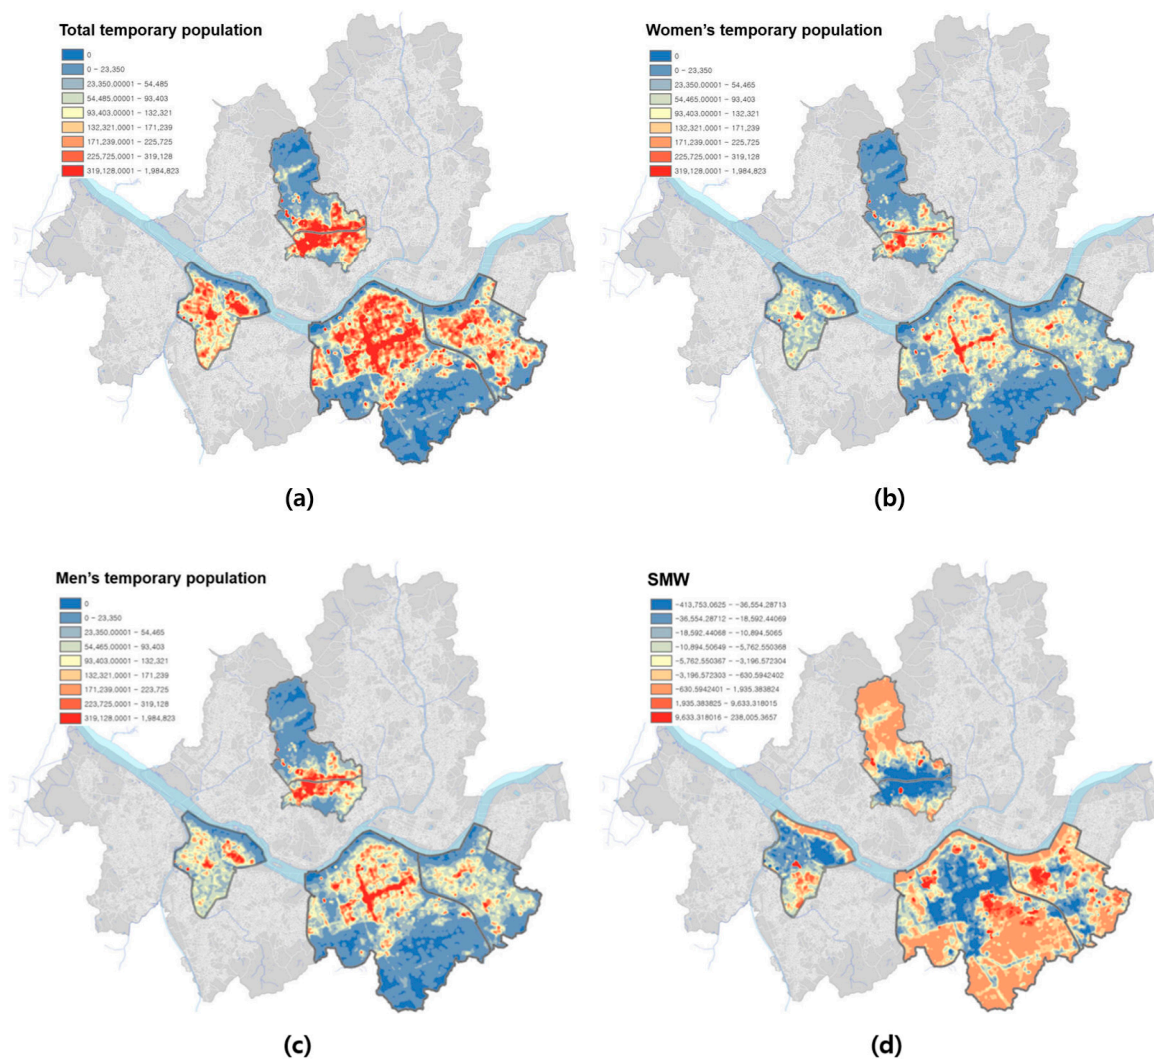 Total temporary population
0
0 – 23,350
23,350.00001 – 54,485
54,485.00001 – 93,403
93,403.00001 – 132,321
132,321.0001 – 171,239
171,239.0001 – 225,725
225,725.0001 – 319,128
319,128.0001 – 1,984,823
(a)
Women's temporary population
0
0 – 23,350
23,350.00001 – 54,465
54,465.00001 – 93,403
93,403.00001 – 132,321
132,321.0001 – 171,239
171,239.0001 – 225,725
225,725.0001 – 319,128
319,128.0001 – 1,984,823
(b)
Men's temporary population
0
0 – 23,350
23,350.00001 – 54,465
54,465.00001 – 93,403
93,403.00001 – 132,321
132,321.0001 – 171,239
171,239.0001 – 223,725
223,725.0001 – 319,128
319,128.0001 – 1,984,823
(c)
SMW
−413,753.0625 – −36,554.28713
−36,554.28712 – −18,592.44069
−18,592.44068 – −10,894.5065
−10,894.50649 – −5,762.550368
−5,762.550367 – −3,196.572304
−3,196.572303 – −630.5942402
−630.5942401 – 1,935.383824
1,935.383825 – 9,633.318015
9,633.318016 – 238,005.3657
(d)